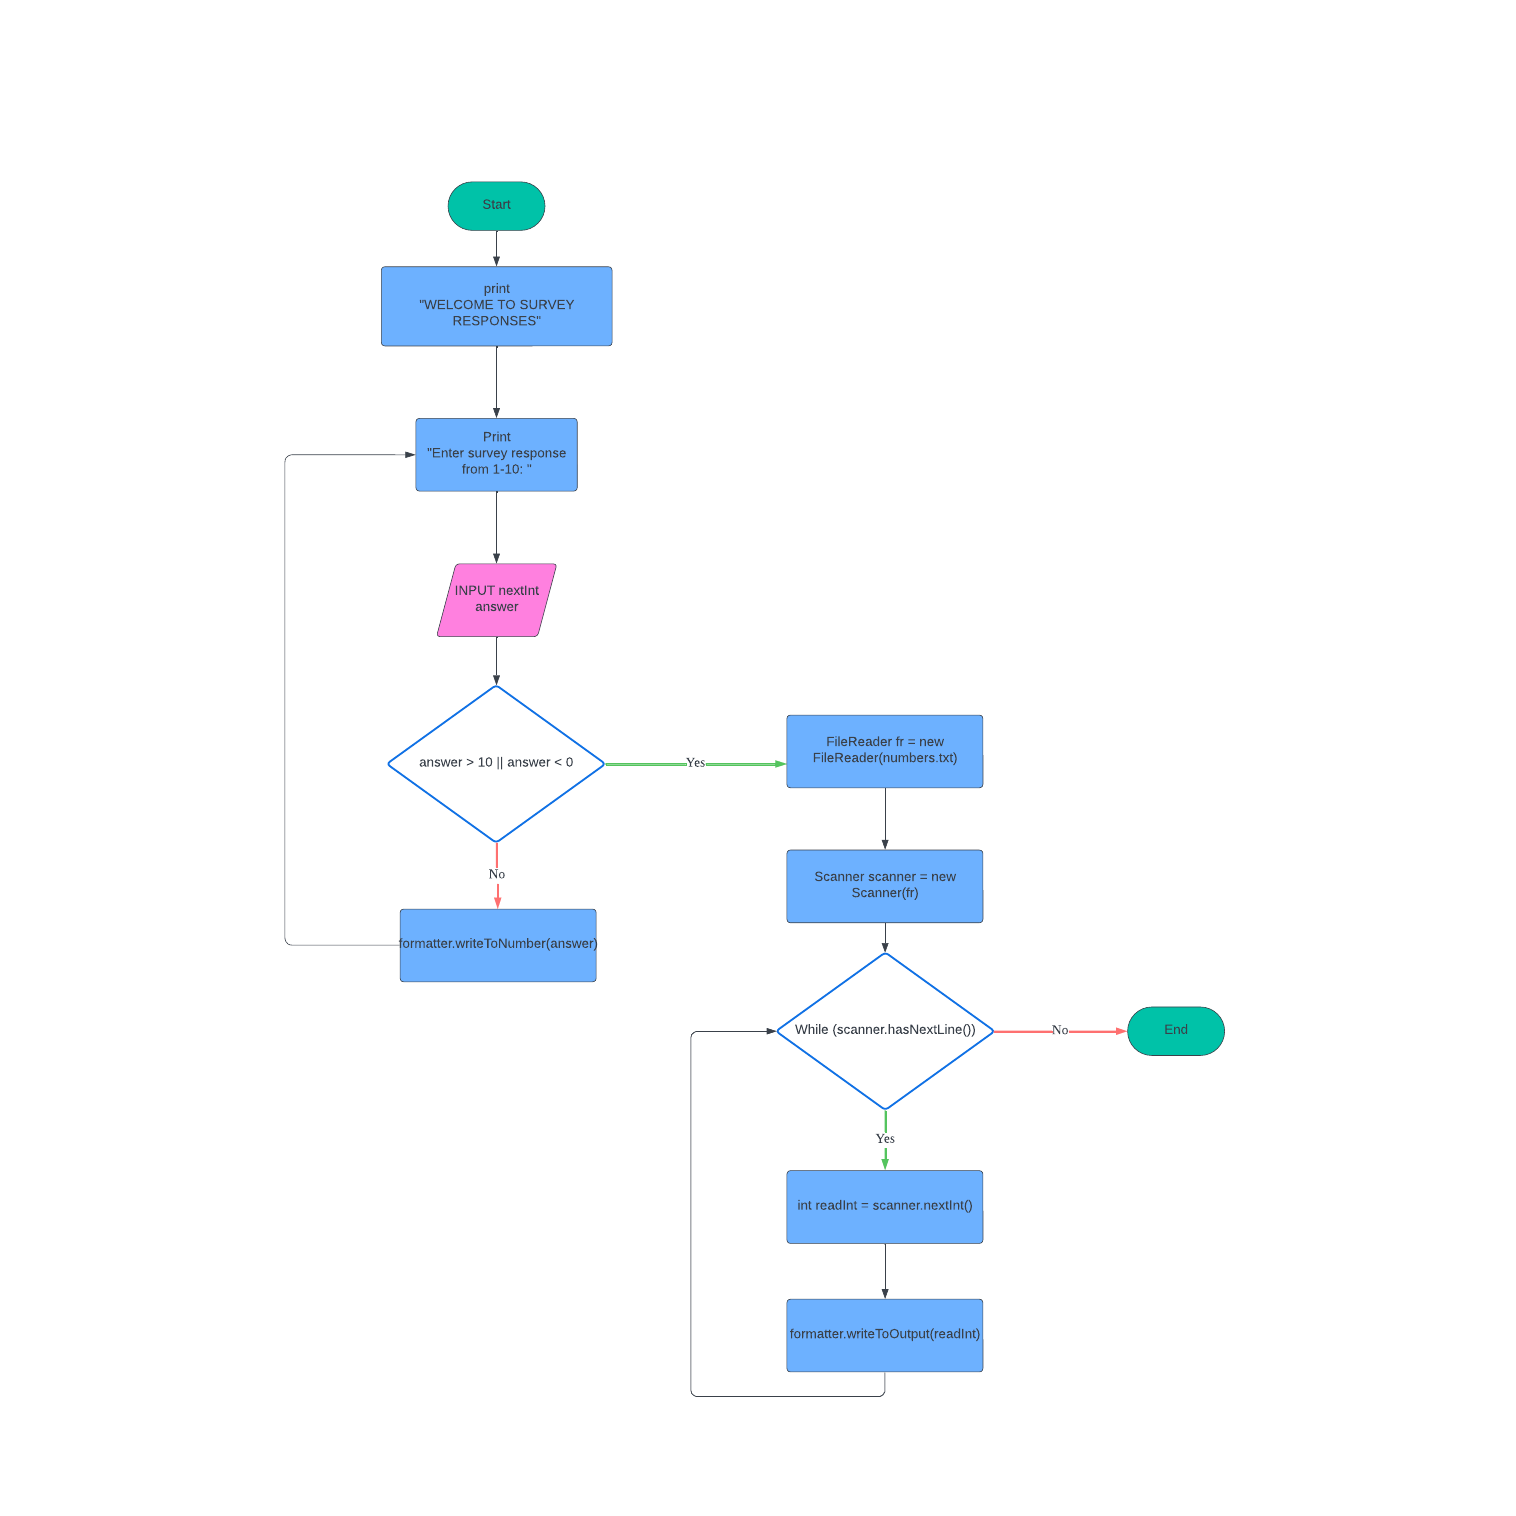 Start
print
"WELCOME TO SURVEY
RESPONSES"
Print
"Enter survey response
from 1-10: "
INPUT nextInt
answer
answer > 10 || answer < 0
Yes
No
formatter.writeToNumber(answer)
FileReader fr = new
FileReader(numbers.txt)
Scanner scanner = new
Scanner(fr)
While (scanner.hasNextLine())
No
End
Yes
int readInt = scanner.nextInt()
formatter.writeToOutput(readInt)